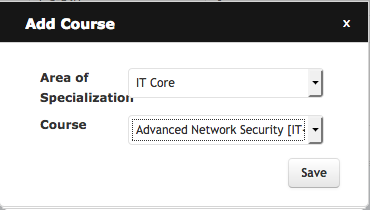 Add Course x
Area of Specialization IT Core
Course Advanced Network Security [IT-
Save